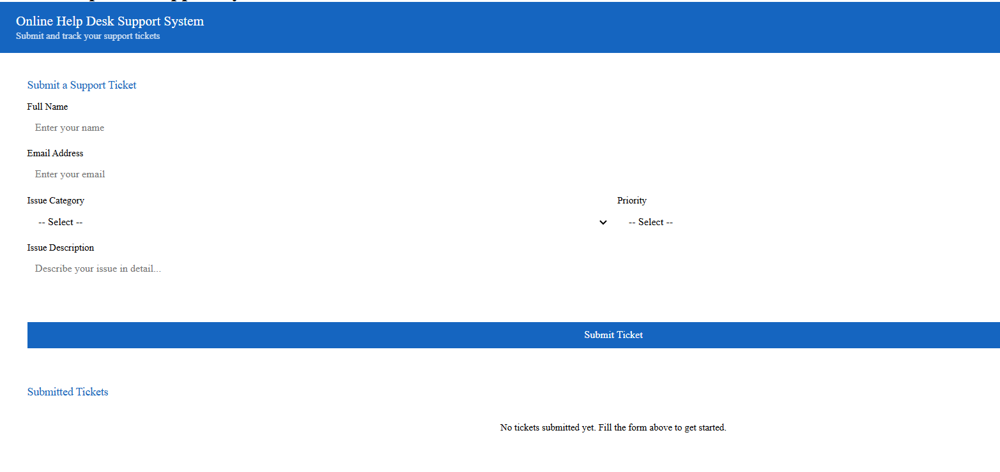 Online Help Desk Support System
Submit and track your support tickets
Submit a Support Ticket
Full Name
Enter your name
Email Address
Enter your email
Issue Category Priority
-- Select -- -- Select --
Issue Description
Describe your issue in detail...
Submit Ticket
Submitted Tickets
No tickets submitted yet. Fill the form above to get started.